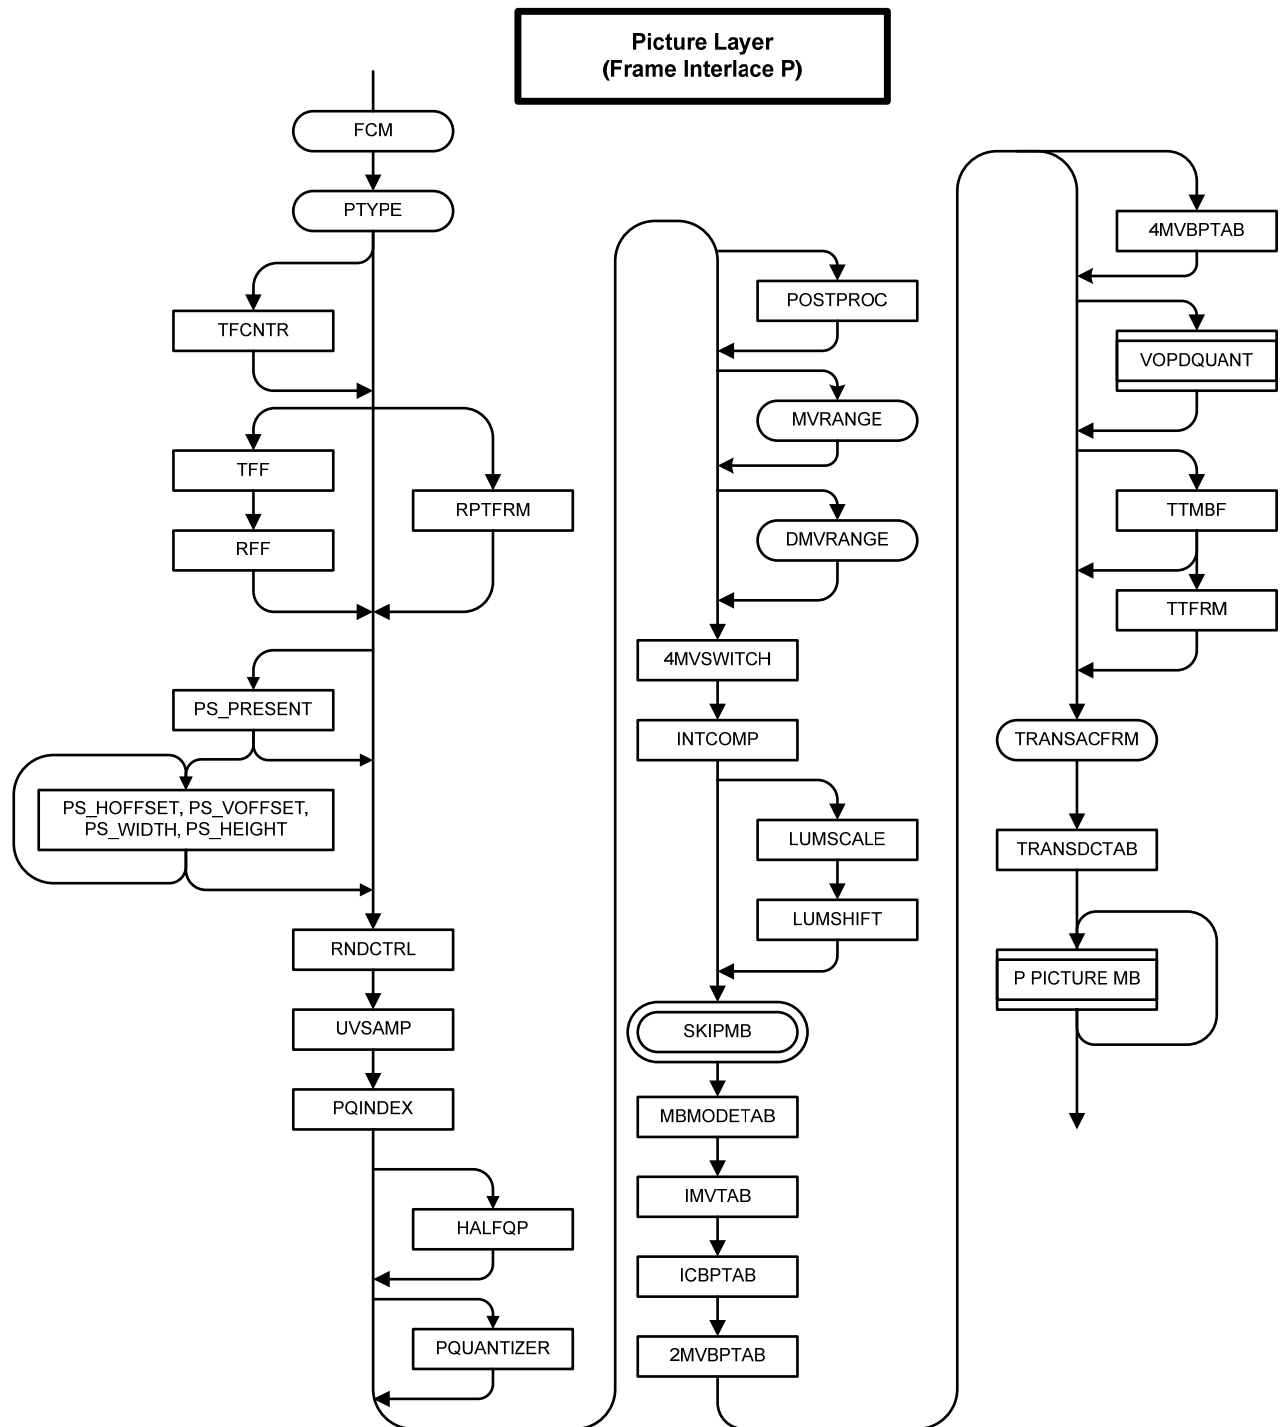 Picture Layer
(Frame Interlace P)
FCM
PTYPE
TFCNTR
TFF
RPTFRM
RFF
PS_PRESENT
PS_HOFFSET, PS_VOFFSET,
PS_WIDTH, PS_HEIGHT
RNDCTRL
UVSAMP
PQINDEX
HALFQP
PQUANTIZER
POSTPROC
MVRANGE
DMVRANGE
4MVSWITCH
INTCOMP
LUMSCALE
LUMSHIFT
SKIPMB
MBMODETAB
IMVTAB
ICBPTAB
2MVBPTAB
4MVBPTAB
VOPDQUANT
TTMBF
TTFRM
TRANSACFRM
TRANSDCTAB
P PICTURE MB